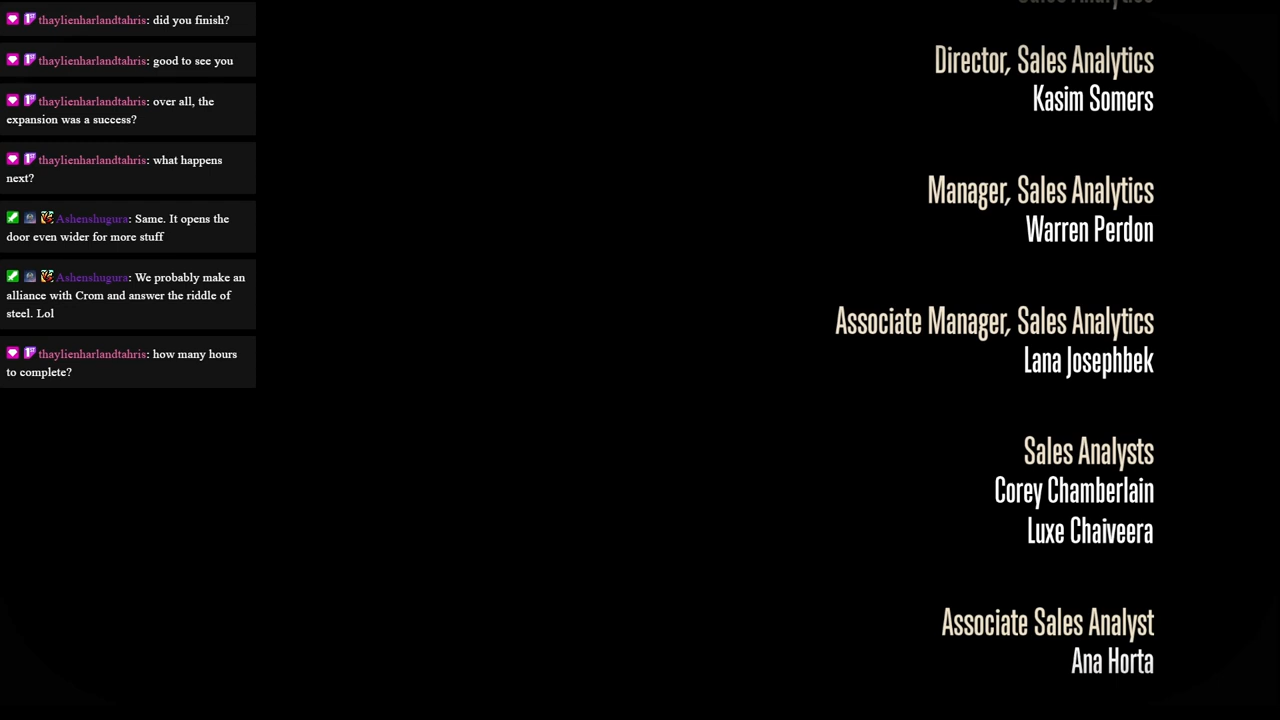 thaylienharlandtahris: did you finish?
thaylienharlandtahris: good to see you
thaylienharlandtahris: over all, the
expansion was a success?
thaylienharlandtahris: what happens
next?
Ashenshugura: Same. It opens the
door even wider for more stuff
Ashenshugura: We probably make an
alliance with Crom and answer the riddle of
steel. Lol
thaylienharlandtahris: how many hours
to complete?
Sales Analytics
Director, Sales Analytics
Kasim Somers
Manager, Sales Analytics
Warren Perdon
Associate Manager, Sales Analytics
Lana Josephbek
Sales Analysts
Corey Chamberlain
Luxe Chaiveera
Associate Sales Analyst
Ana Horta